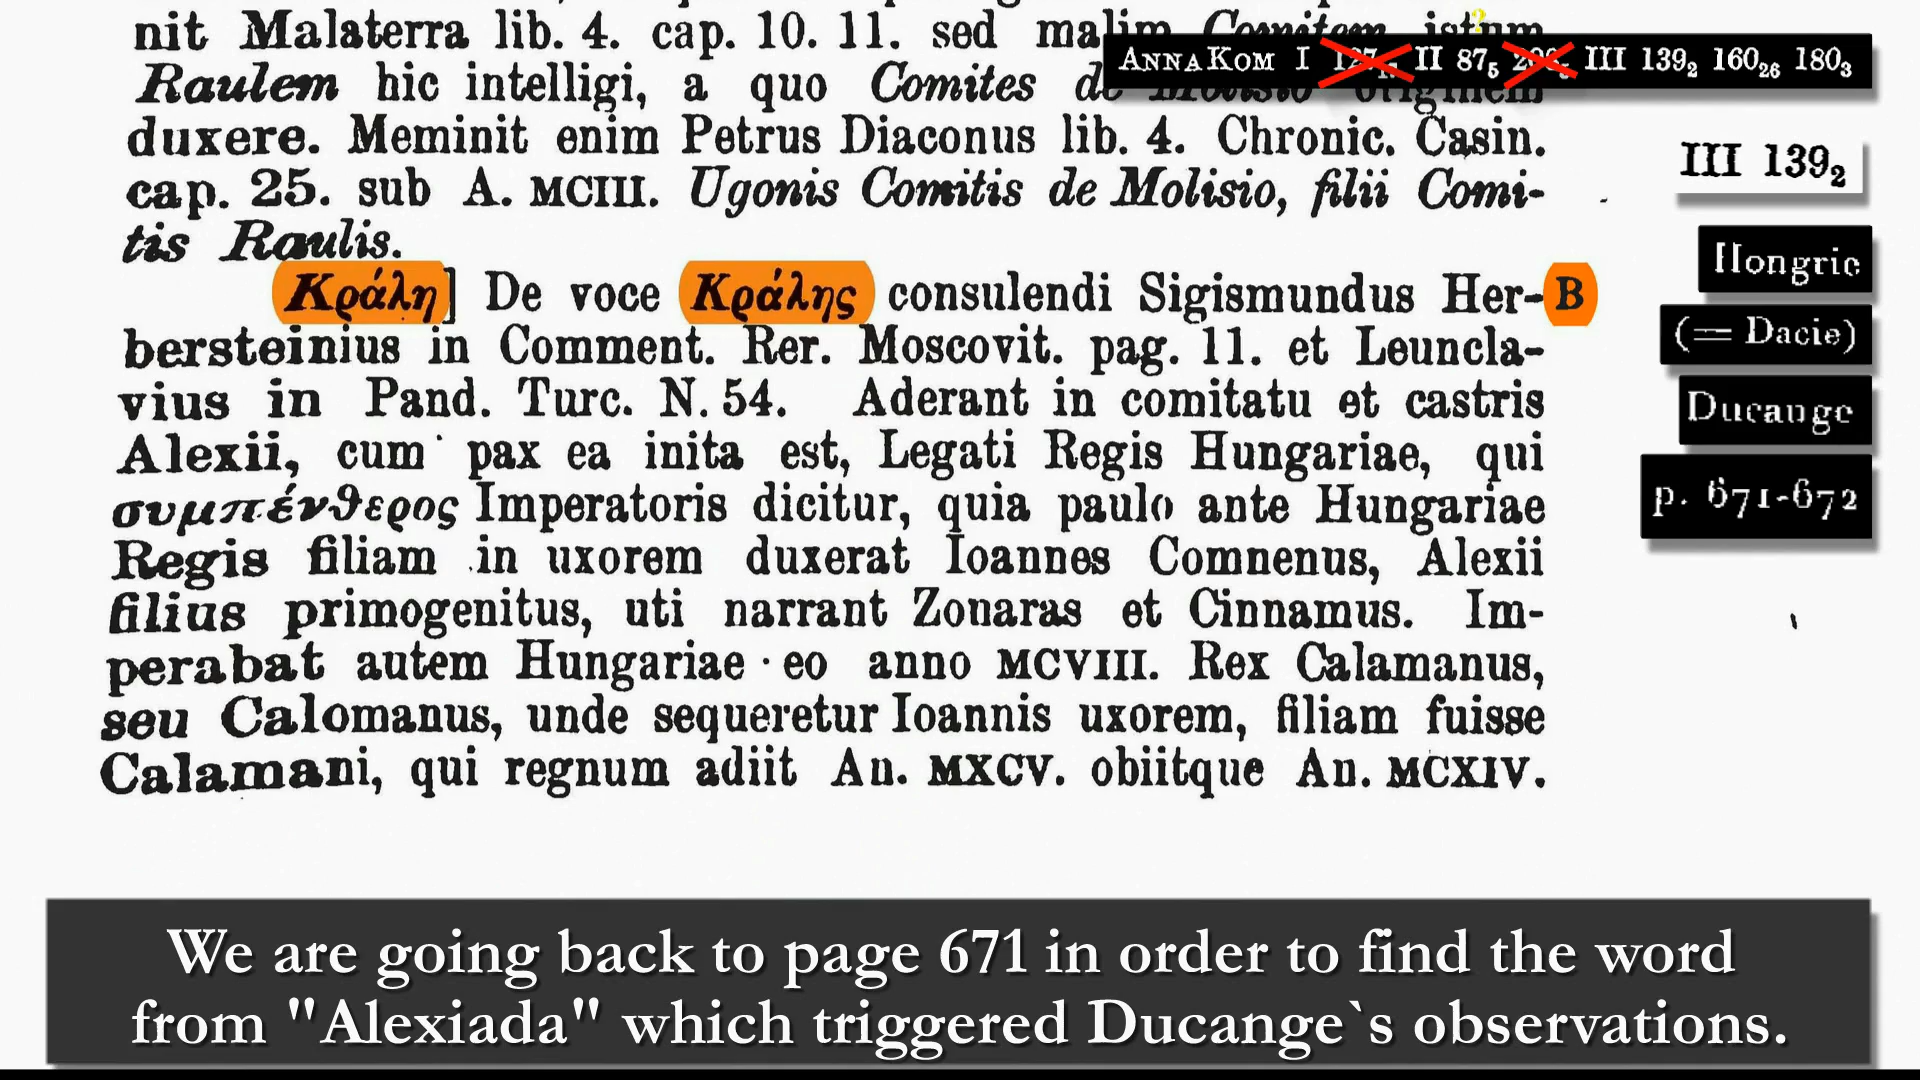 nit Malaterra lib. 4. cap. 10. 11. sed malim Comitem istum
Raulem hic intelligi, a quo Comites de Molisio originem
duxere. Meminit enim Petrus Diaconus lib. 4. Chronic. Casin.
cap. 25. sub A. MCIII. Ugonis Comitis de Molisio, filii Comi-
tis Raulis.
Κράλη] De voce Κράλης consulendi Sigismundus Her- B
bersteinius in Comment. Rer. Moscovit. pag. 11. et Leuncla-
vius in Pand. Turc. N. 54. Aderant in comitatu et castris
Alexii, cum pax ea inita est, Legati Regis Hungariae, qui
συμπένθερος Imperatoris dicitur, quia paulo ante Hungariae
Regis filiam in uxorem duxerat Ioannes Comnenus, Alexii
filius primogenitus, uti narrant Zonaras et Cinnamus. Im-
perabat autem Hungariae eo anno MCVIII. Rex Calamanus,
seu Calomanus, unde sequeretur Ioannis uxorem, filiam fuisse
Calamani, qui regnum adiit An. MXCV. obiitque An. MCXIV.
ANNA KOM I II 87₅ III 139₂ 160₂₆ 180₃
III 139₂
Hongrie
(= Dacie)
Ducange
p. 671-672
We are going back to page 671 in order to find the word
from "Alexiada" which triggered Ducange`s observations.